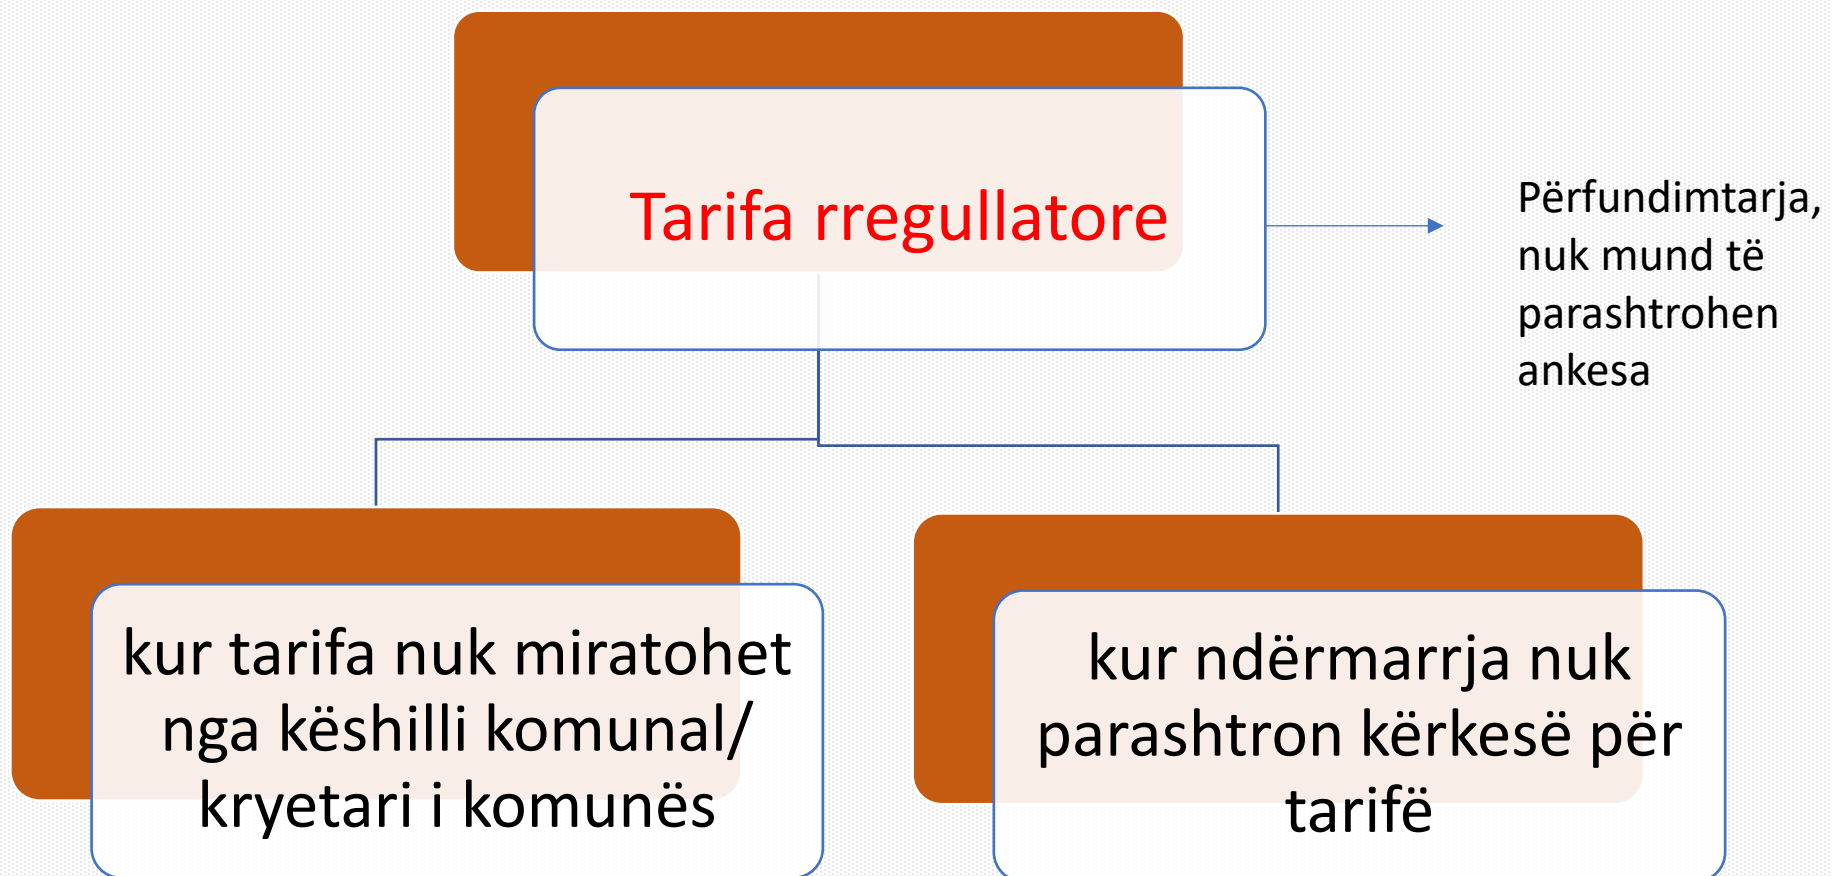 Tarifa rregullatore
Përfundimtarja,
nuk mund të
parashtrohen
ankesa
kur tarifa nuk miratohet
nga këshilli komunal/
kryetari i komunës
kur ndërmarrja nuk
parashtron kërkesë për
tarifë